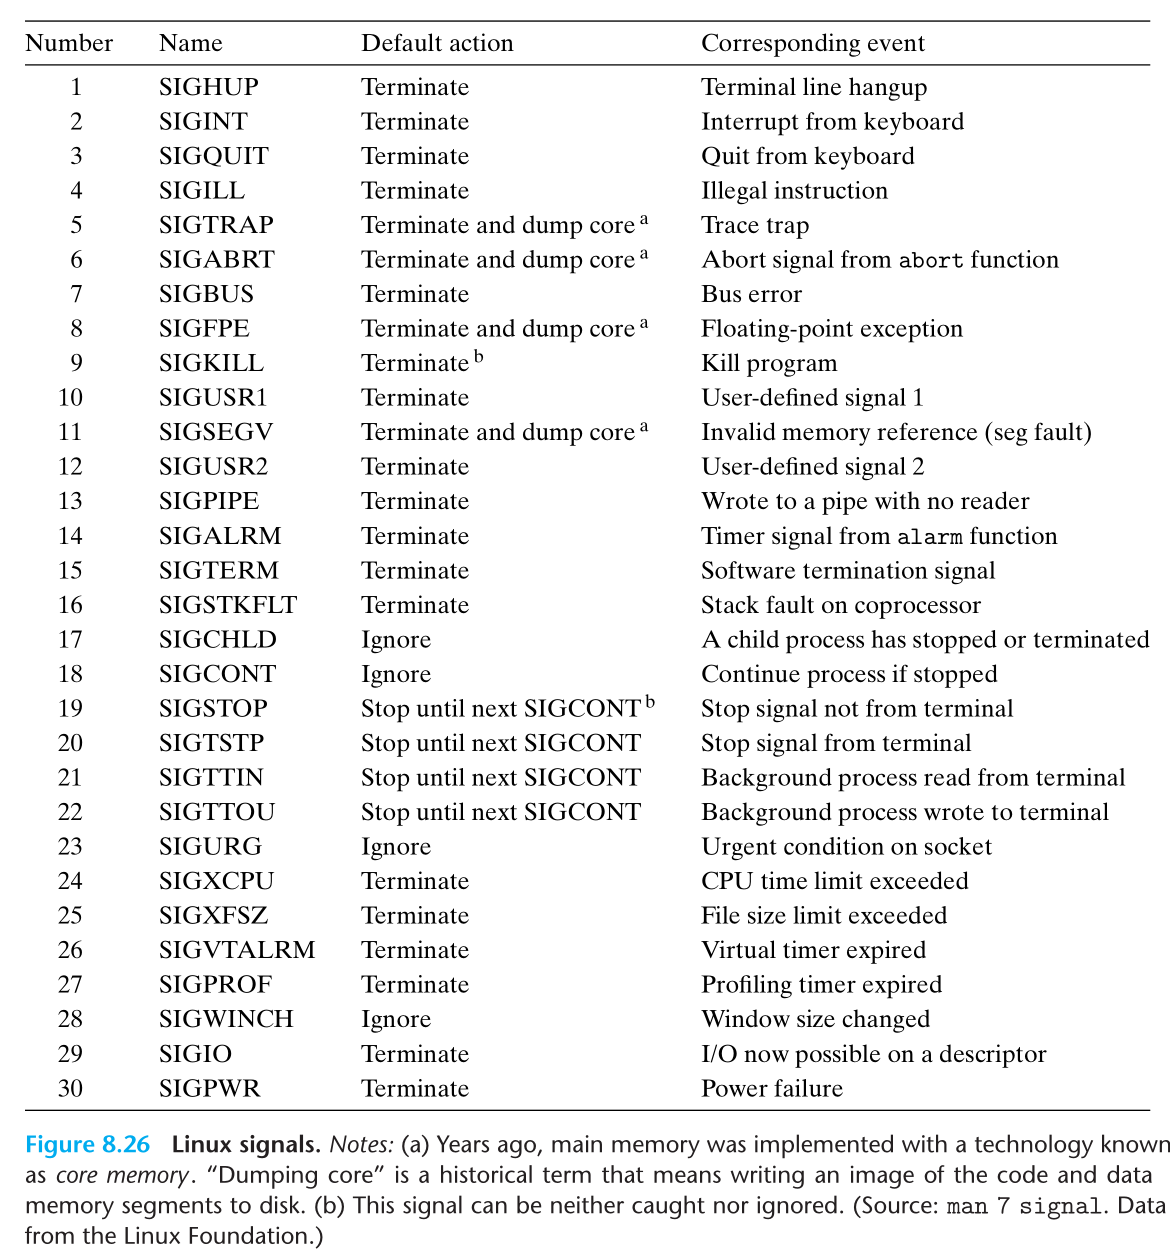 Number Name Default action Corresponding event
1 SIGHUP Terminate Terminal line hangup
2 SIGINT Terminate Interrupt from keyboard
3 SIGQUIT Terminate Quit from keyboard
4 SIGILL Terminate Illegal instruction
5 SIGTRAP Terminate and dump core a Trace trap
6 SIGABRT Terminate and dump core a Abort signal from abort function
7 SIGBUS Terminate Bus error
8 SIGFPE Terminate and dump core a Floating-point exception
9 SIGKILL Terminate b Kill program
10 SIGUSR1 Terminate User-defined signal 1
11 SIGSEGV Terminate and dump core a Invalid memory reference (seg fault)
12 SIGUSR2 Terminate User-defined signal 2
13 SIGPIPE Terminate Wrote to a pipe with no reader
14 SIGALRM Terminate Timer signal from alarm function
15 SIGTERM Terminate Software termination signal
16 SIGSTKFLT Terminate Stack fault on coprocessor
17 SIGCHLD Ignore A child process has stopped or terminated
18 SIGCONT Ignore Continue process if stopped
19 SIGSTOP Stop until next SIGCONT b Stop signal not from terminal
20 SIGTSTP Stop until next SIGCONT Stop signal from terminal
21 SIGTTIN Stop until next SIGCONT Background process read from terminal
22 SIGTTOU Stop until next SIGCONT Background process wrote to terminal
23 SIGURG Ignore Urgent condition on socket
24 SIGXCPU Terminate CPU time limit exceeded
25 SIGXFSZ Terminate File size limit exceeded
26 SIGVTALRM Terminate Virtual timer expired
27 SIGPROF Terminate Profiling timer expired
28 SIGWINCH Ignore Window size changed
29 SIGIO Terminate I/O now possible on a descriptor
30 SIGPWR Terminate Power failure
Figure 8.26 Linux signals. Notes: (a) Years ago, main memory was implemented with a technology known
as core memory. “Dumping core” is a historical term that means writing an image of the code and data
memory segments to disk. (b) This signal can be neither caught nor ignored. (Source: man 7 signal. Data
from the Linux Foundation.)